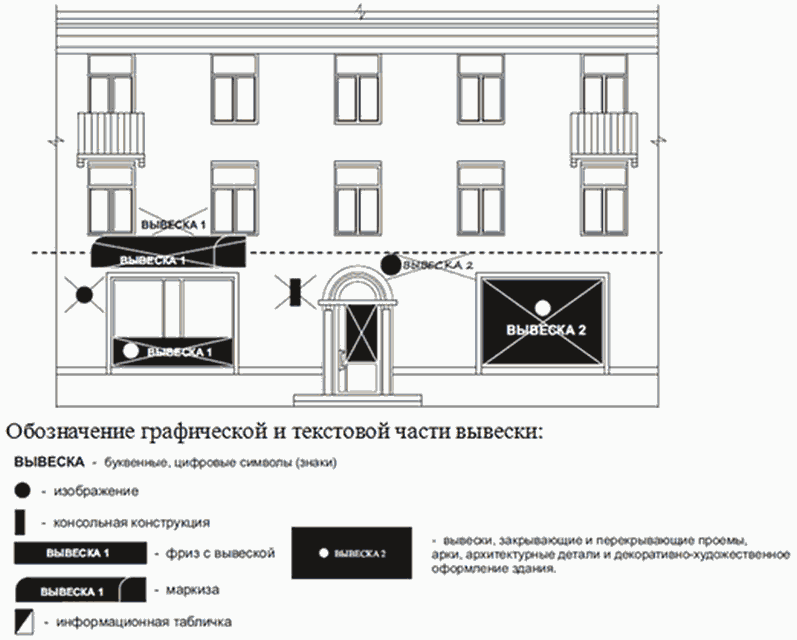 ВЫВЕСКА 1
ВЫВЕСКА 1
ВЫВЕСКА 2
ВЫВЕСКА 2
ВЫВЕСКА 1
Обозначение графической и текстовой части вывески:
ВЫВЕСКА - буквенные, цифровые символы (знаки)
- изображение
- консольная конструкция
ВЫВЕСКА 1 - фриз с вывеской
ВЫВЕСКА 1 - маркиза
- информационная табличка
ВЫВЕСКА 2 - вывески, закрывающие и перекрывающие проемы,
арки, архитектурные детали и декоративно-художественное
оформление здания.